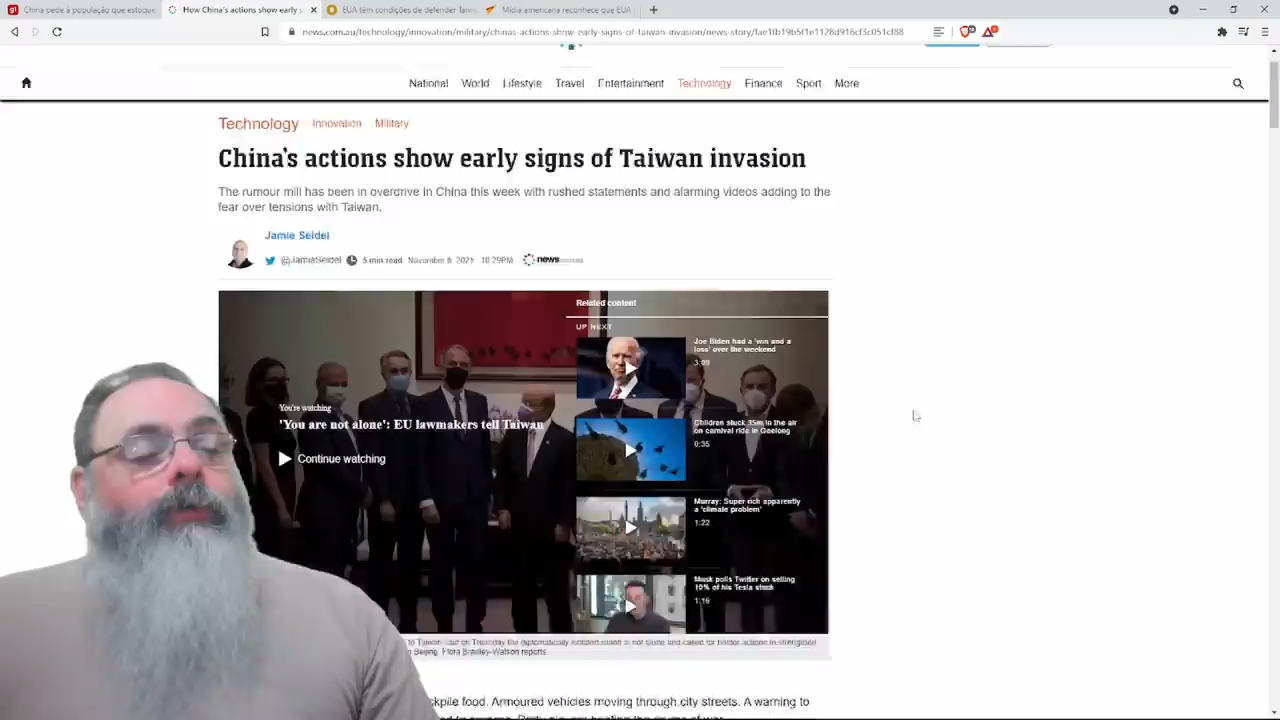 China pede à população que estoque
How China's actions show early s
EUA têm condições de defender Taiw
Mídia americana reconhece que EUA
news.com.au/technology/innovation/military/chinas-actions-show-early-signs-of-taiwan-invasion/news-story/fae1fb19b5f1e1128d916cf3c051cf88
National World Lifestyle Travel Entertainment Technology Finance Sport More
Technology Innovation Military
China's actions show early signs of Taiwan invasion
The rumour mill has been in overdrive in China this week with rushed statements and alarming videos adding to the
fear over tensions with Taiwan.
Jamie Seidel
@JamieSeidel 5 min read November 8, 2021 10:29PM news.com.au
Related content
UP NEXT
Joe Biden had a 'win and a
loss' over the weekend
3:09
You're watching
'You are not alone': EU lawmakers tell Taiwan
Continue watching
Children stuck 35m in the air
on carnival ride in Geelong
0:35
Murray: Super rich apparently
a 'climate problem'
1:22
Musk polls Twitter on selling
10% of his Tesla stock
1:16
Beijing. Flora Bradley-Watson reports.
kpile food. Armoured vehicles moving through city streets. A warning to